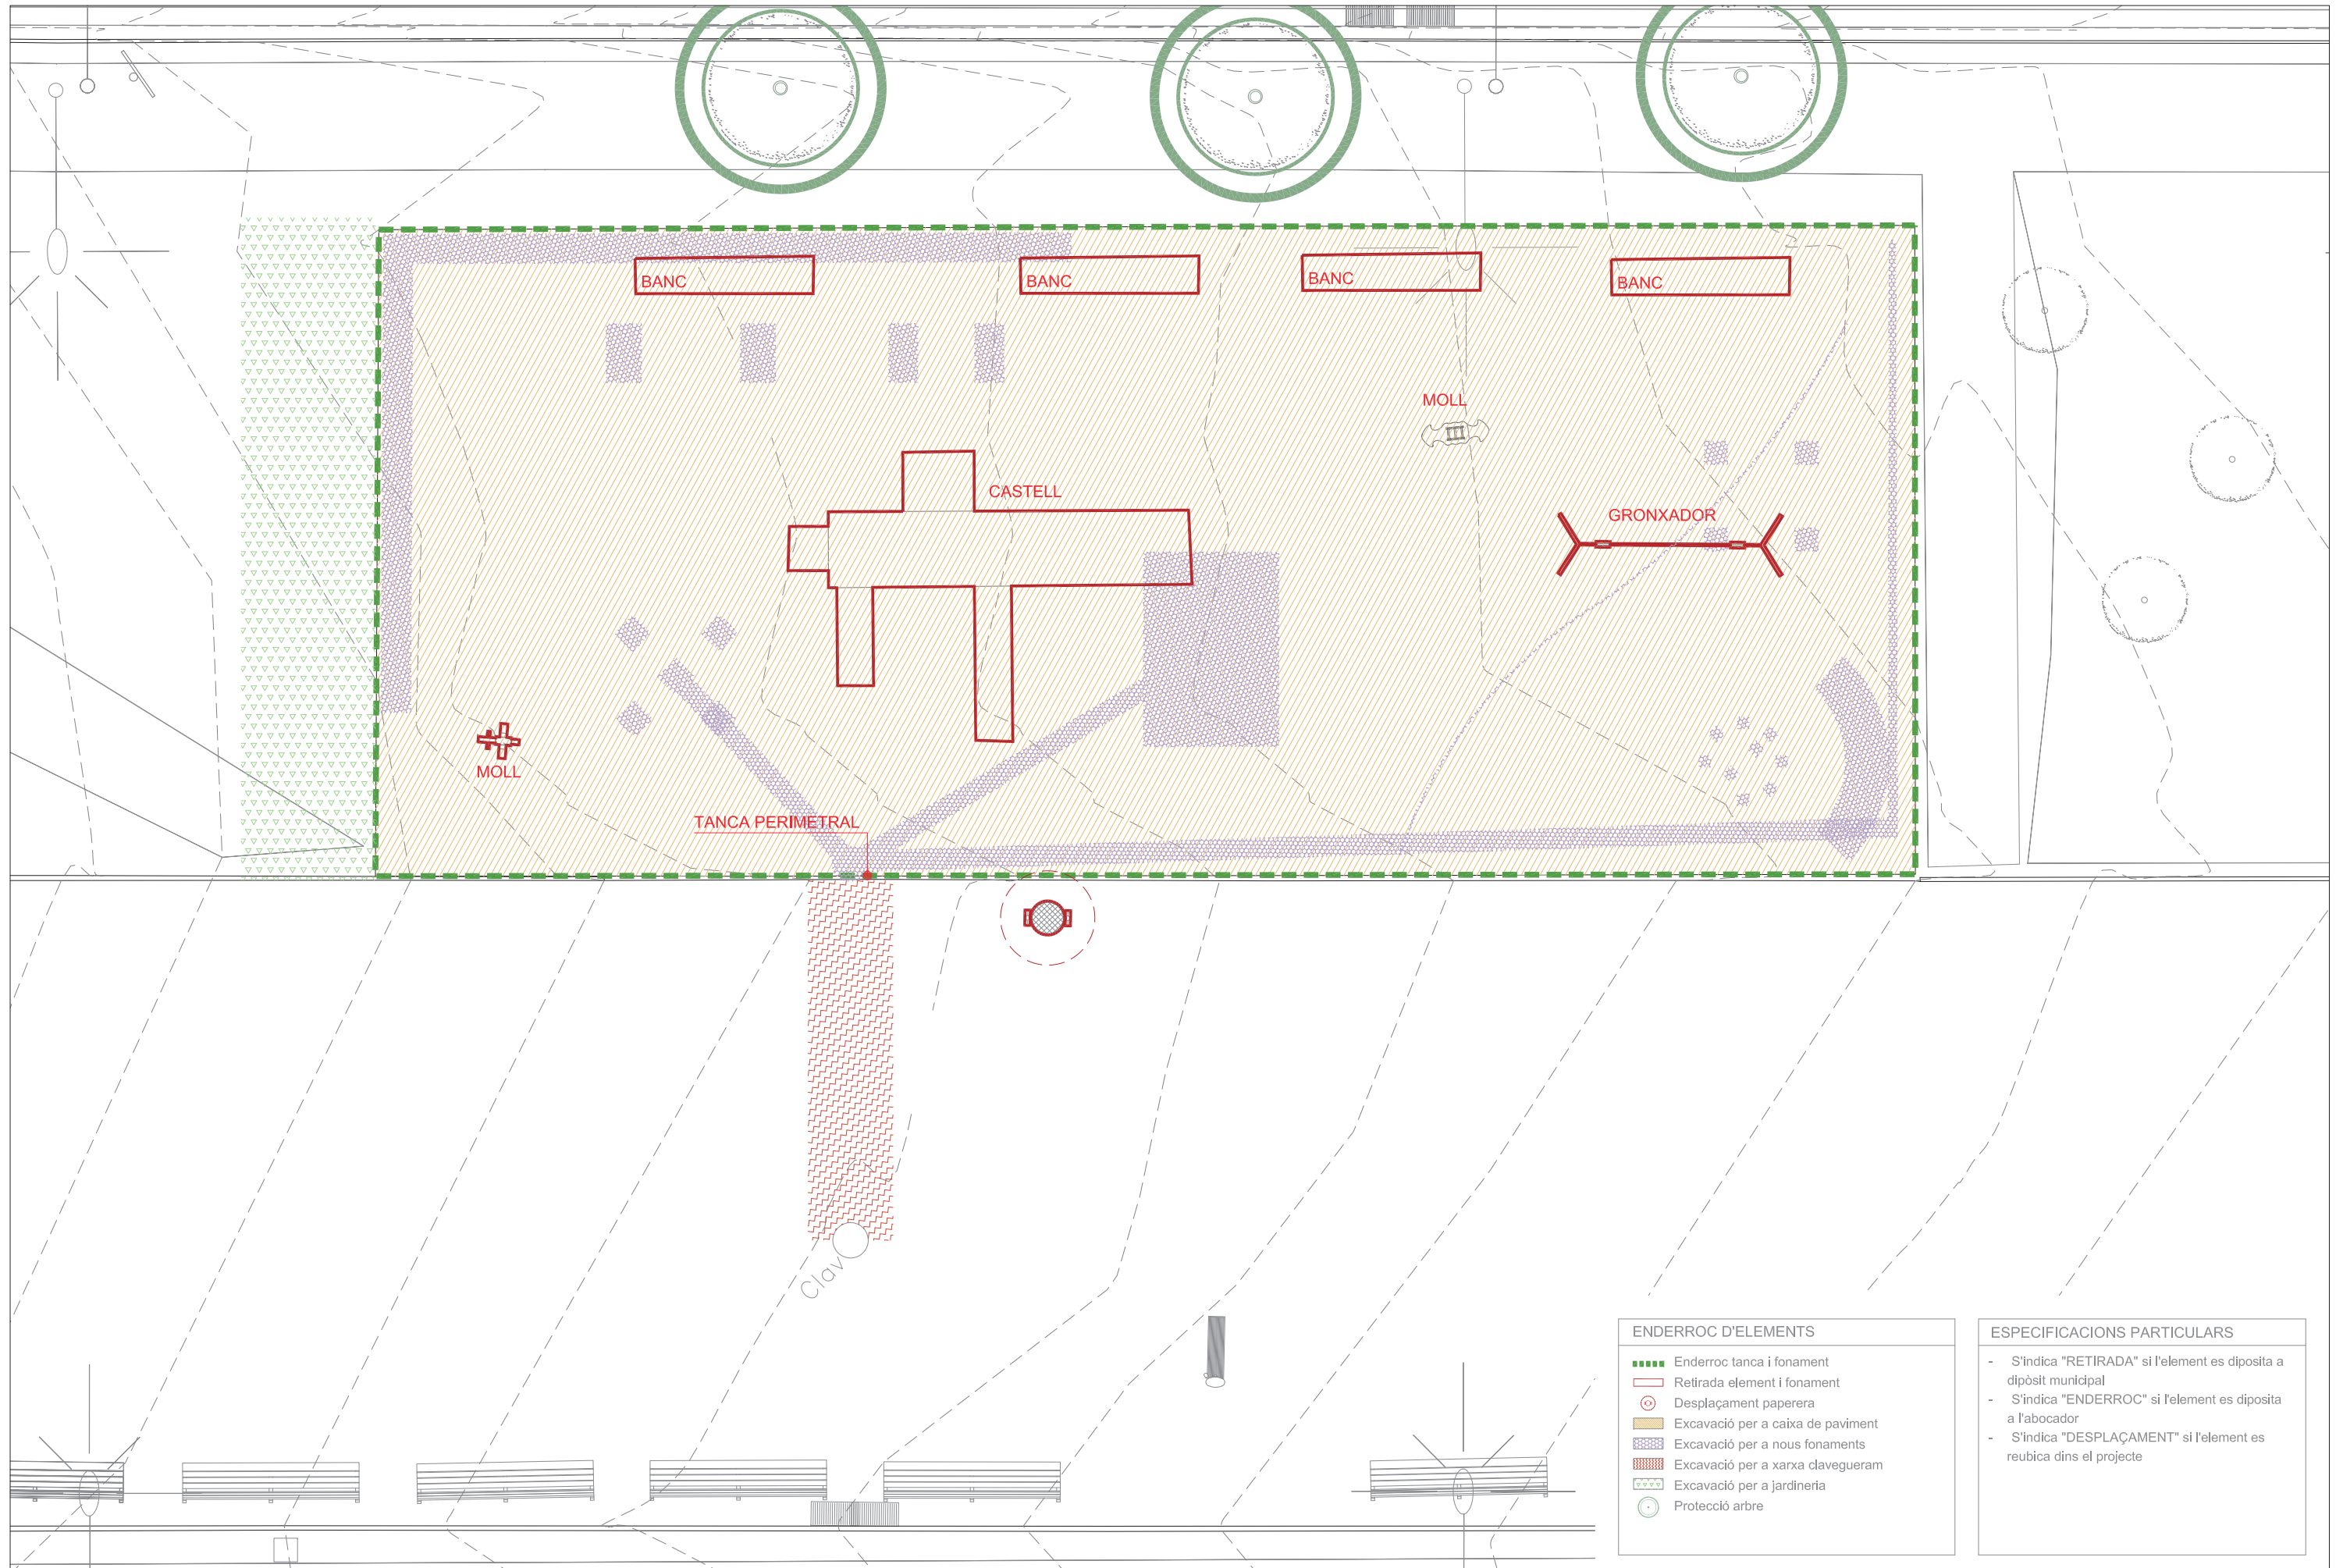 BANC
BANC
BANC
BANC
MOLL
CASTELL
GRONXADOR
MOLL
TANCA PERIMETRAL
Clav
ENDERROC D'ELEMENTS
Enderroc tanca i fonament
Retirada element i fonament
Desplaçament paperera
Excavació per a caixa de paviment
Excavació per a nous fonaments
Excavació per a xarxa clavegueram
Excavació per a jardineria
Protecció arbre
ESPECIFICACIONS PARTICULARS
- S'indica "RETIRADA" si l'element es diposita a
dipòsit municipal
- S'indica "ENDERROC" si l'element es diposita
a l'abocador
- S'indica "DESPLAÇAMENT" si l'element es
reubica dins el projecte